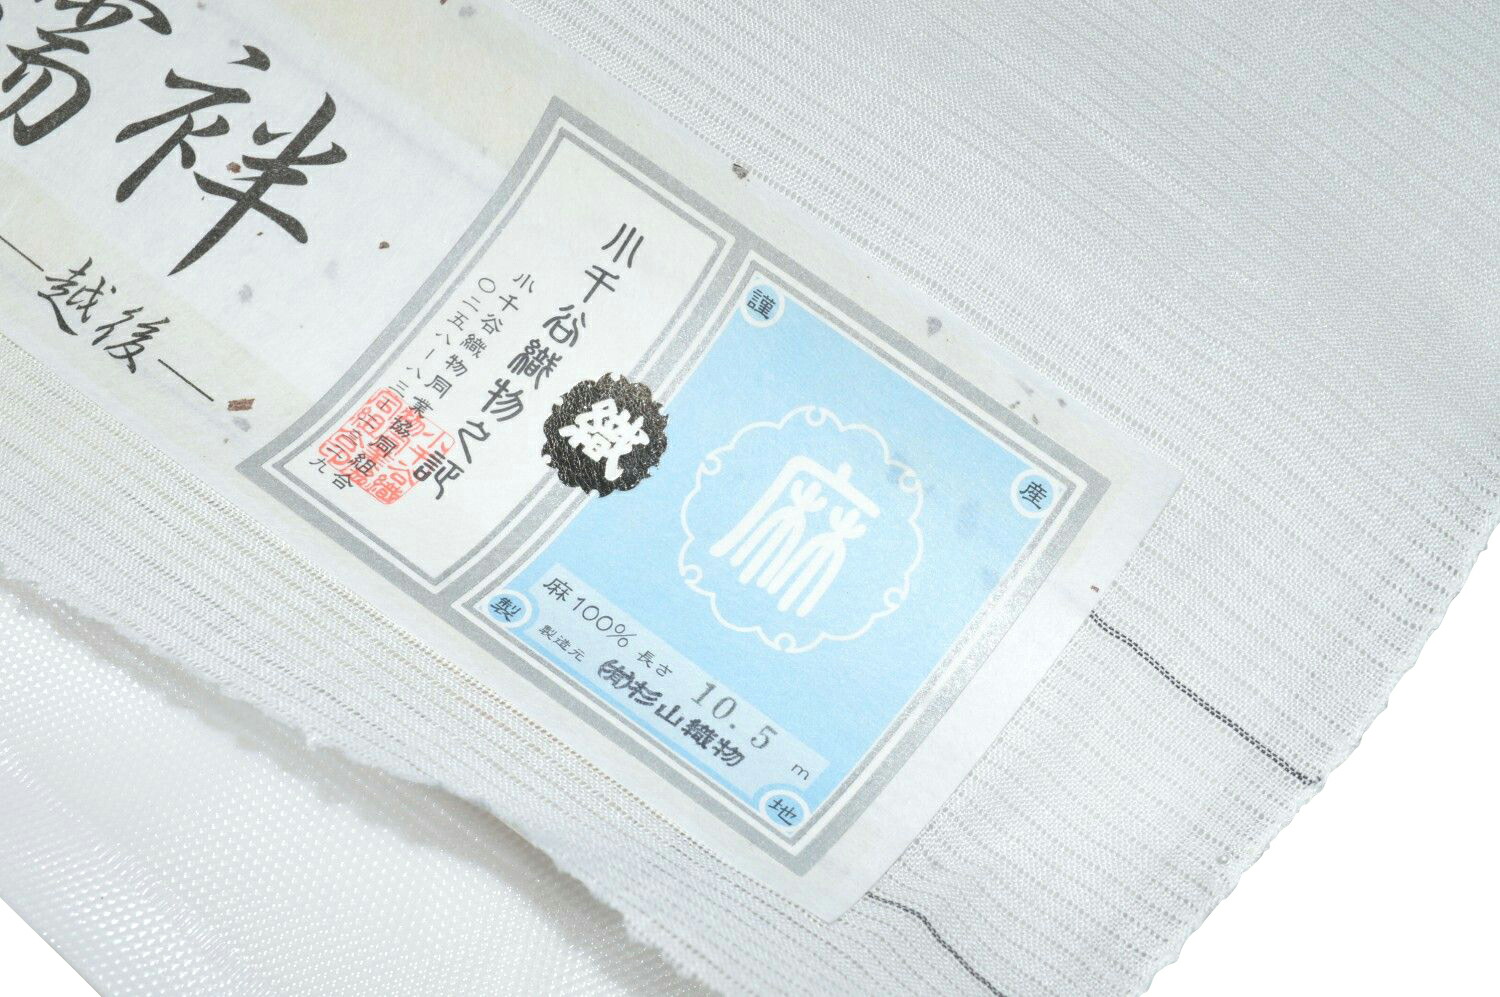 祥
—越後—
小千谷織物之証
小千谷織物同業協同組合
〇二五八-八三
織
謹
製
産
地
麻
麻100% 長さ 10.5 m
製造元 (有)杉山織物